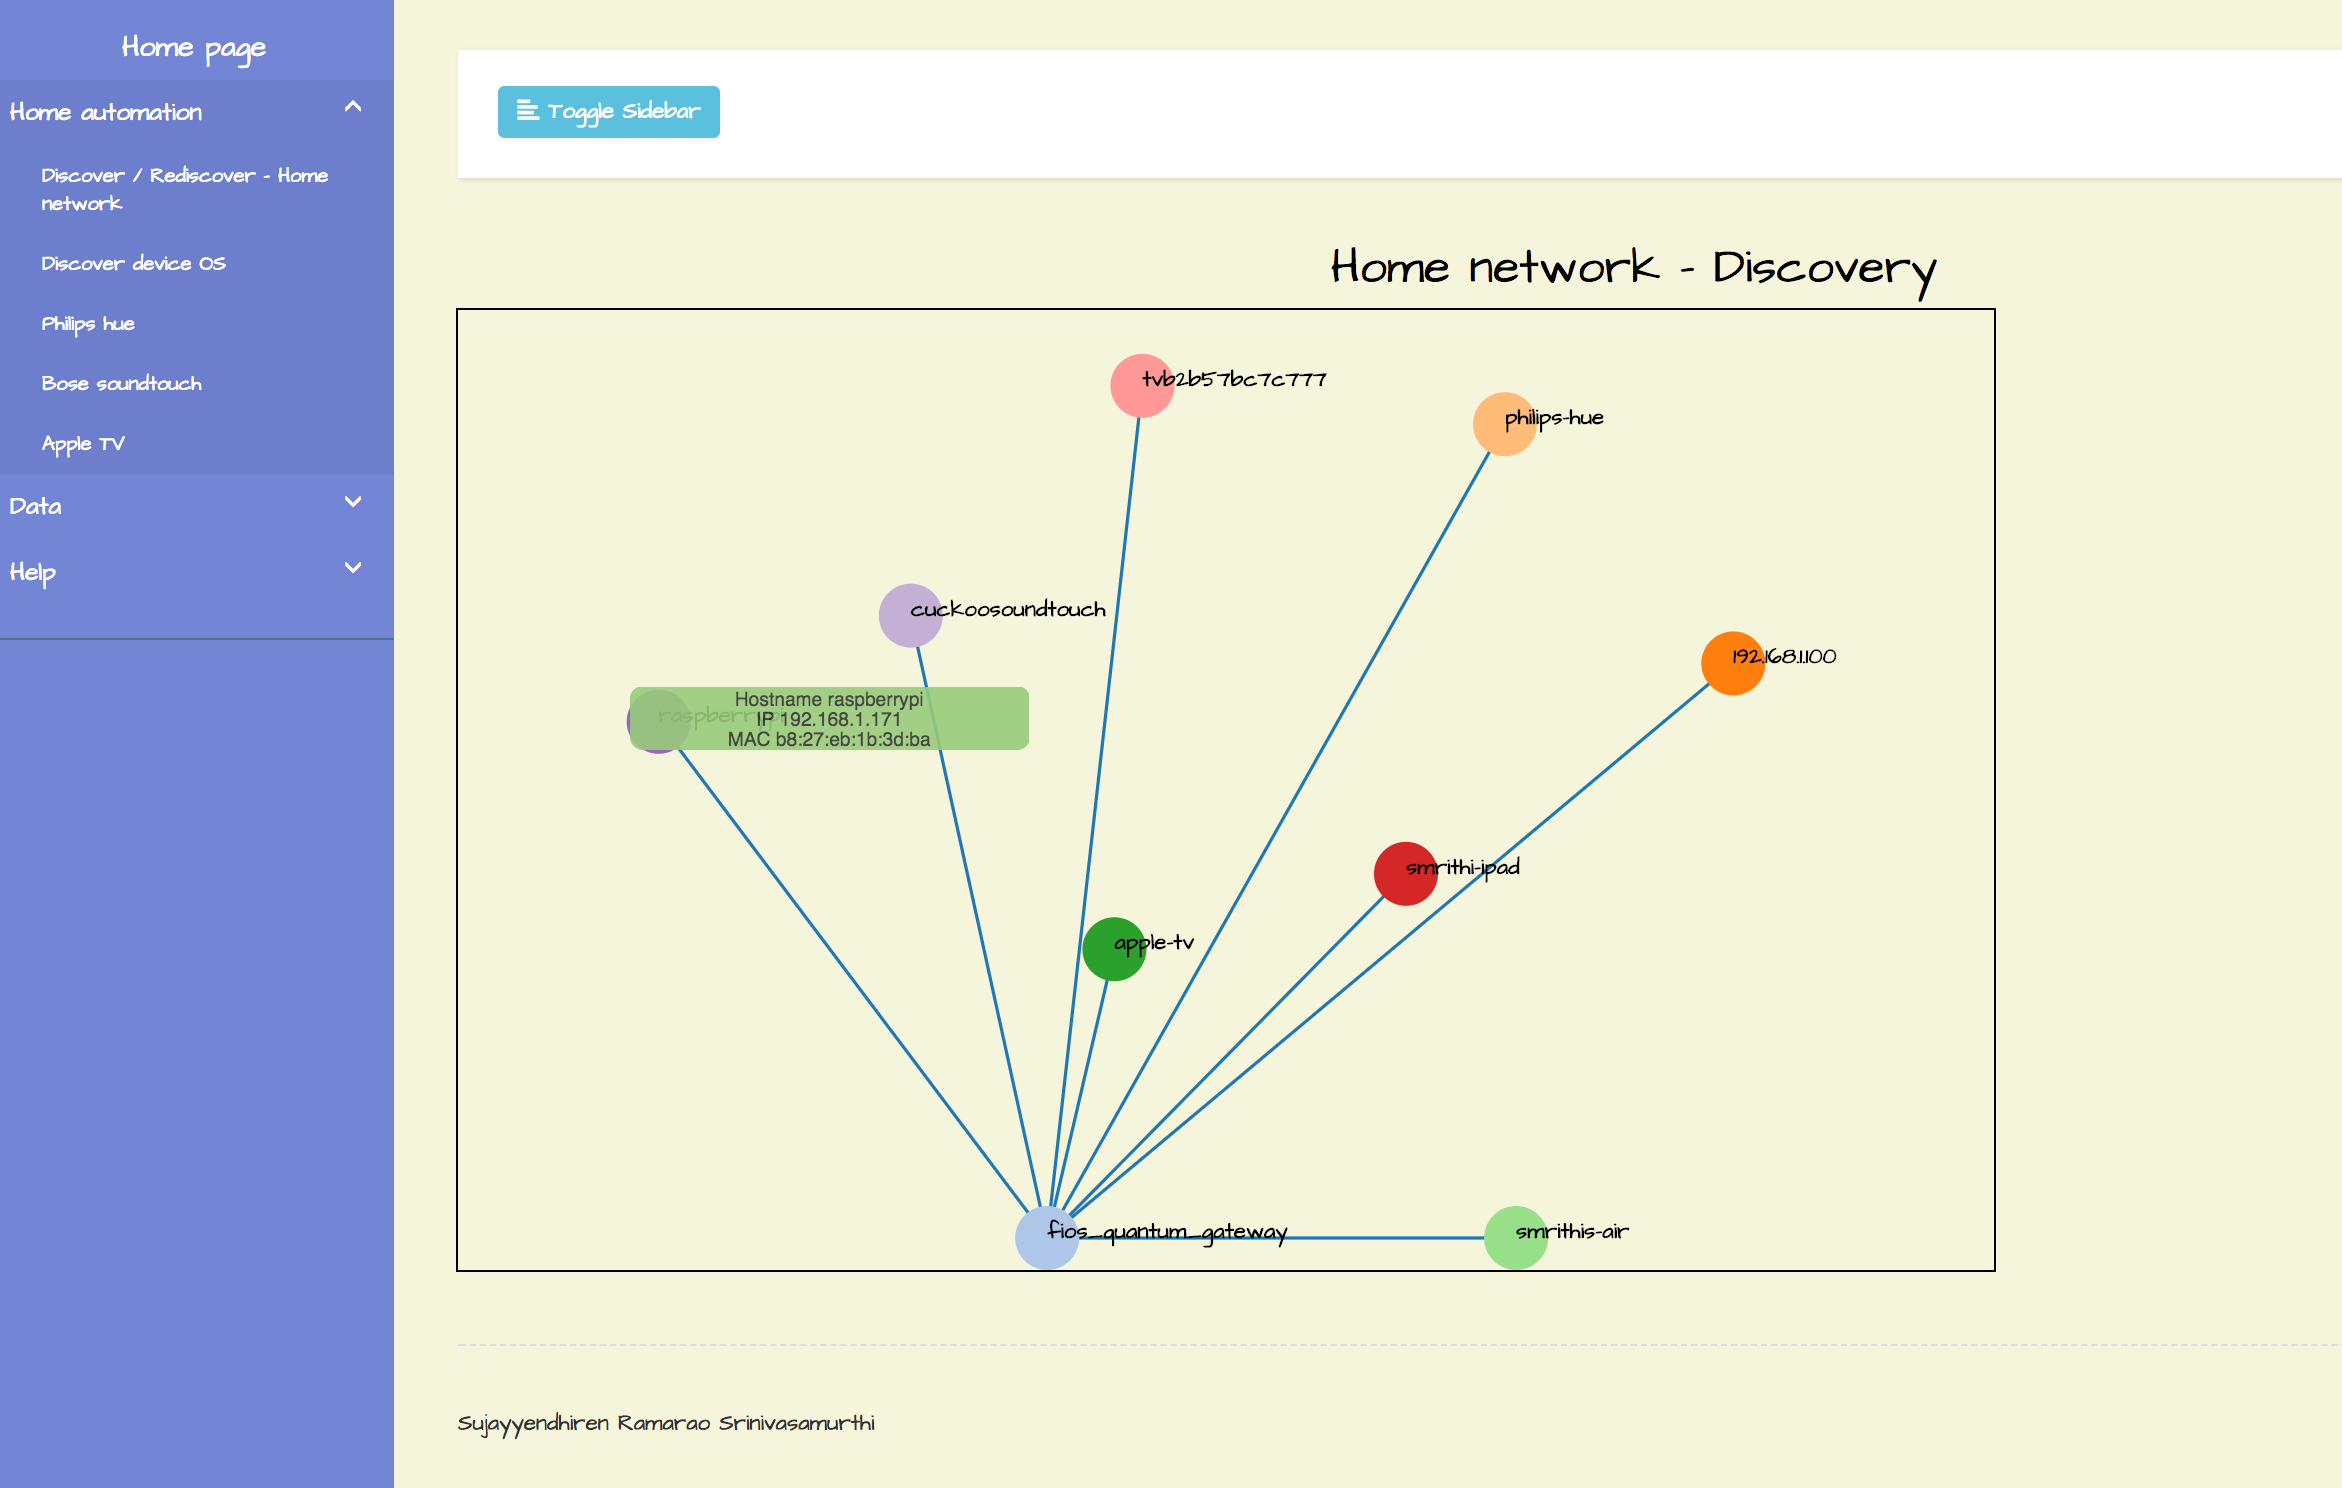 Home page
Home automation
Discover / Rediscover - Home
network
Discover device OS
Philips hue
Bose soundtouch
Apple TV
Data
Help
Toggle Sidebar
Home network - Discovery
tvb2b57bc7c777
philips-hue
cuckoosoundtouch
192.168.1.100
raspberrypi
Hostname raspberrypi
IP 192.168.1.171
MAC b8:27:eb:1b:3d:ba
smrithi-ipad
apple-tv
fios_quantum_gateway
smrithis-air
Sujayyendhiren Ramarao Srinivasamurthi